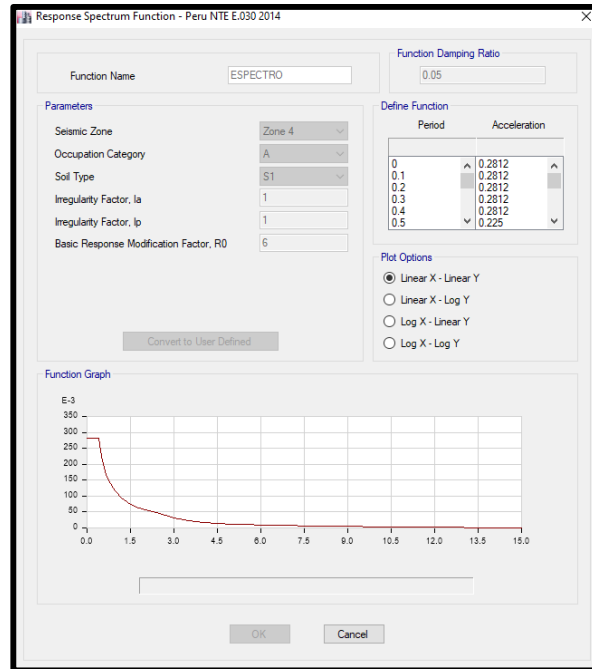 Response Spectrum Function - Peru NTE E.030 2014
Function Name ESPECTRO
Function Damping Ratio
0.05
Parameters
Seismic Zone Zone 4
Occupation Category A
Soil Type S1
Irregularity Factor, Ia 1
Irregularity Factor, Ip 1
Basic Response Modification Factor, R0 6
Convert to User Defined
Define Function
Period Acceleration
0 0.2812
0.1 0.2812
0.2 0.2812
0.3 0.2812
0.4 0.2812
0.5 0.225
Plot Options
Linear X - Linear Y
Linear X - Log Y
Log X - Linear Y
Log X - Log Y
Function Graph
E-3
350
300
250
200
150
100
50
0
0.0 1.5 3.0 4.5 6.0 7.5 9.0 10.5 12.0 13.5 15.0
OK Cancel